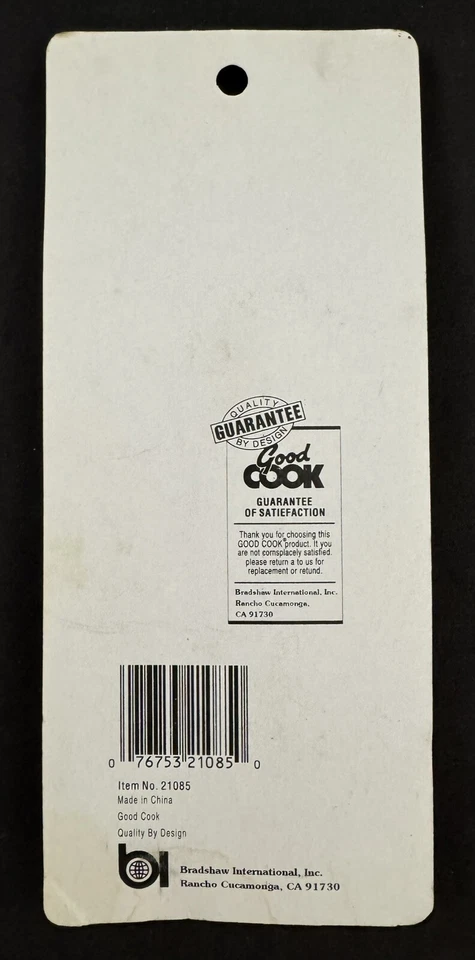 QUALITY
GUARANTEE
BY DESIGN
Good
COOK
GUARANTEE
OF SATIEFACTION
Thank you for choosing this
GOOD COOK® product. It you
are not comsplacely satisfied.
please return a to us for
replacement or refund.
Bradshaw International, Inc.
Rancho Cucamonga,
CA 91730
0 76753 21085 0
Item No. 21085
Made in China
Good Cook
Quality By Design
bi
Bradshaw International, Inc.
Rancho Cucamonga, CA 91730